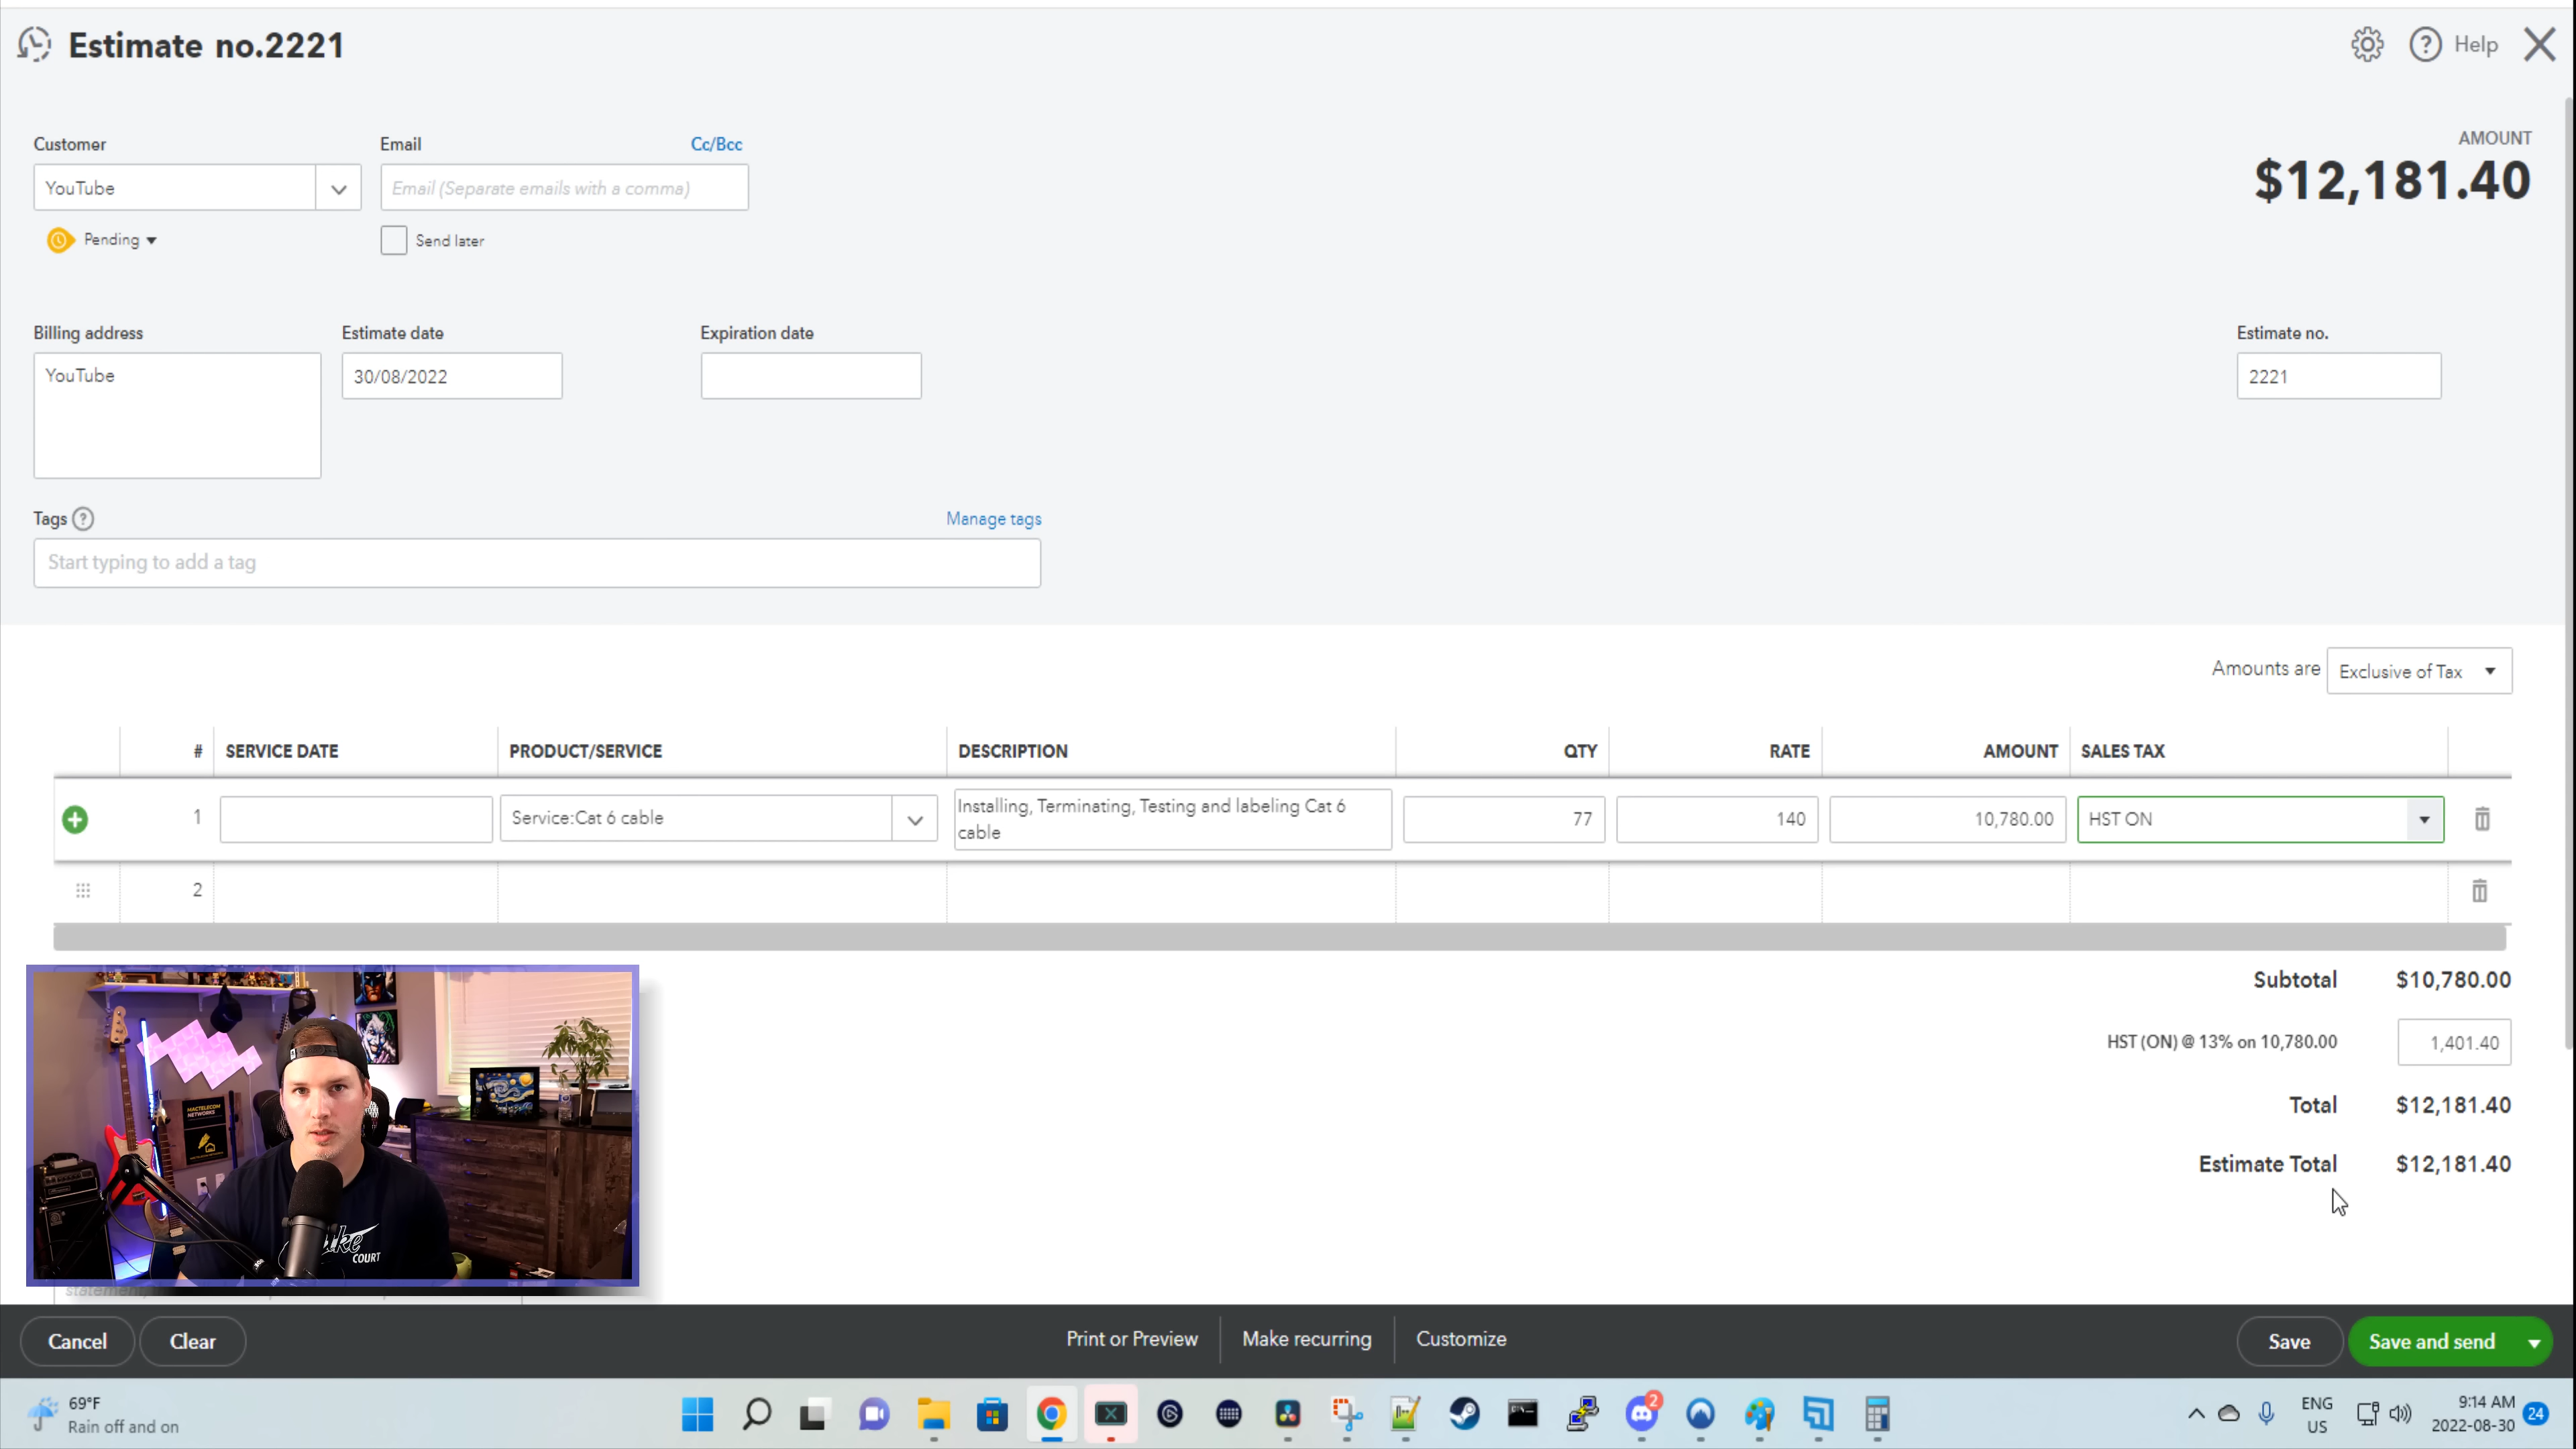 Estimate no.2221
Help
Customer
Email
Cc/Bcc
AMOUNT
YouTube
Email (Separate emails with a comma)
$12,181.40
Pending
Send later
Billing address
Estimate date
Expiration date
Estimate no.
YouTube
30/08/2022
2221
Tags ?
Manage tags
Start typing to add a tag
Amounts are
Exclusive of Tax
# SERVICE DATE PRODUCT/SERVICE DESCRIPTION QTY RATE AMOUNT SALES TAX
1 Service:Cat 6 cable Installing, Terminating, Testing and labeling Cat 6 77 140 10,780.00 HST ON
cable
2
Subtotal $10,780.00
HST (ON) @ 13% on 10,780.00 1,401.40
Total $12,181.40
Estimate Total $12,181.40
MACTELECOM
NETWORKS
COURT
Cancel
Clear
Print or Preview
Make recurring
Customize
Save
Save and send
69°F
Rain off and on
2
ENG
US
9:14 AM
2022-08-30
24